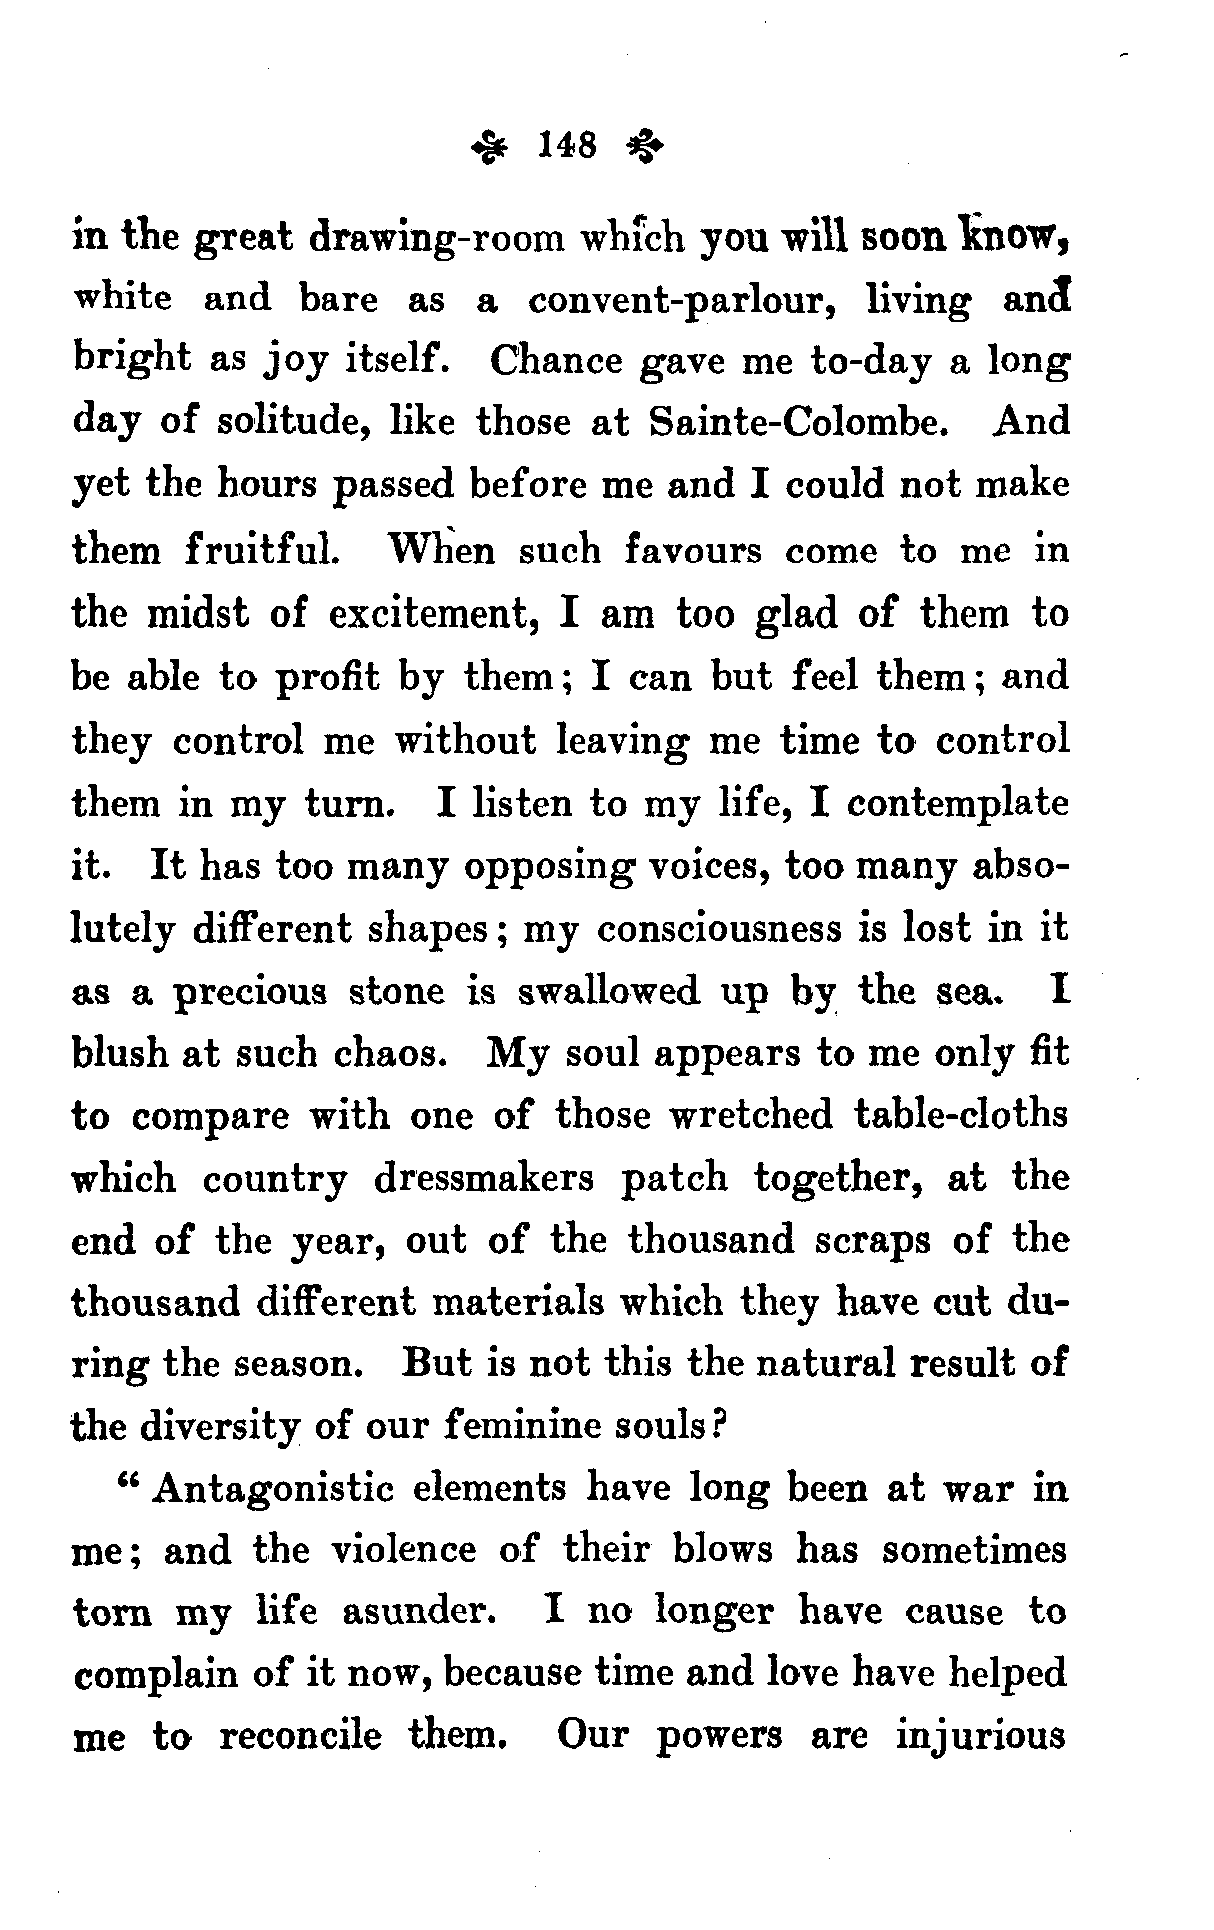 148
in the great drawing-room which you will soon know,
white and bare as a convent-parlour, living and
bright as joy itself. Chance gave me to-day a long
day of solitude, like those at Sainte-Colombe. And
yet the hours passed before me and I could not make
them fruitful. When such favours come to me in
the midst of excitement, I am too glad of them to
be able to profit by them; I can but feel them; and
they control me without leaving me time to control
them in my turn. I listen to my life, I contemplate
it. It has too many opposing voices, too many abso-
lutely different shapes; my consciousness is lost in it
as a precious stone is swallowed up by the sea. I
blush at such chaos. My soul appears to me only fit
to compare with one of those wretched table-cloths
which country dressmakers patch together, at the
end of the year, out of the thousand scraps of the
thousand different materials which they have cut du-
ring the season. But is not this the natural result of
the diversity of our feminine souls?
“ Antagonistic elements have long been at war in
me; and the violence of their blows has sometimes
torn my life asunder. I no longer have cause to
complain of it now, because time and love have helped
me to reconcile them. Our powers are injurious